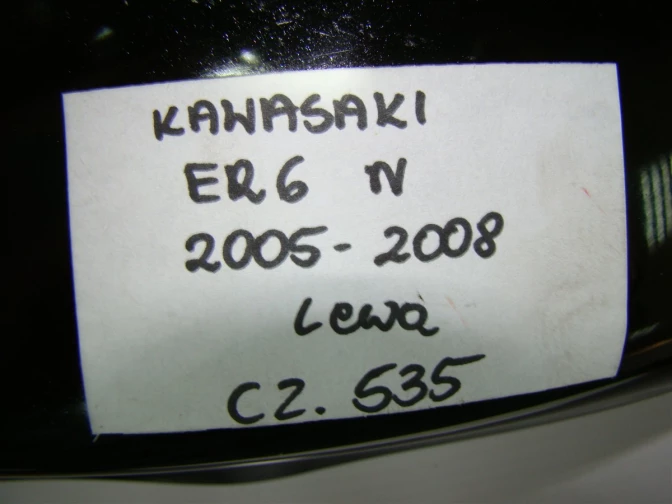 KAWASAKI
ER6 N
2005-2008
Lewa
CZ. 535